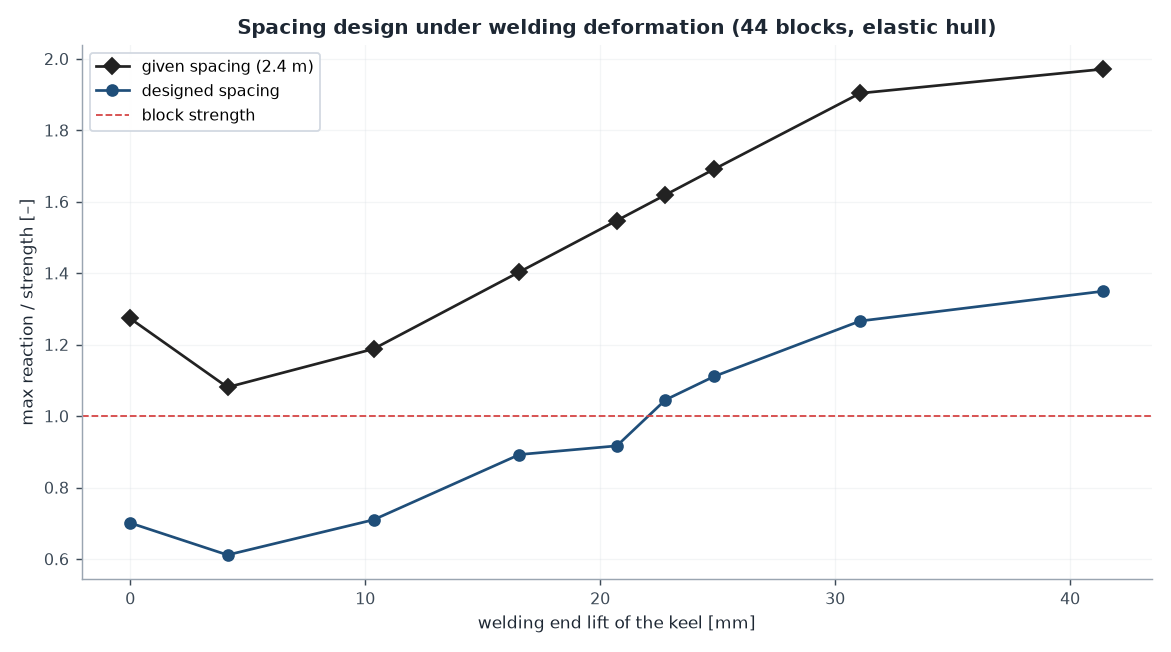 Spacing design under welding deformation (44 blocks, elastic hull)
given spacing (2.4 m)
designed spacing
block strength
max reaction / strength [–]
2.0
1.8
1.6
1.4
1.2
1.0
0.8
0.6
0
10
20
30
40
welding end lift of the keel [mm]